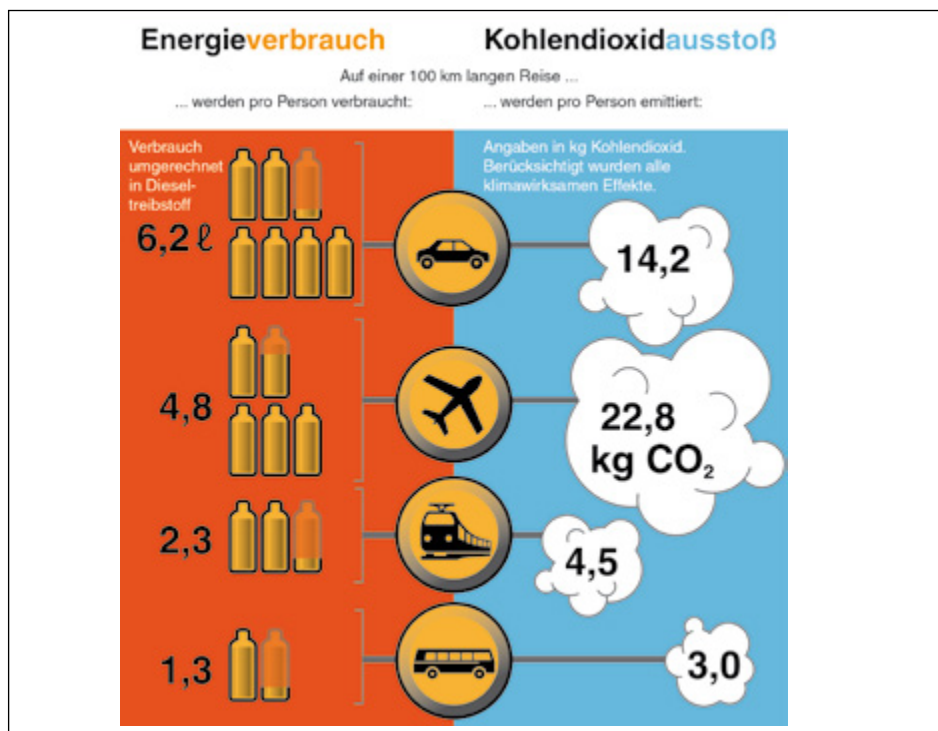 Energieverbrauch
Kohlendioxidausstoß
Auf einer 100 km langen Reise ...
... werden pro Person verbraucht:
... werden pro Person emittiert:
Verbrauch
umgerechnet
in Diesel-
treibstoff
Angaben in kg Kohlendioxid.
Berücksichtigt wurden alle
klimawirksamen Effekte.
6,2 ℓ
14,2
4,8
22,8
kg CO₂
2,3
4,5
1,3
3,0